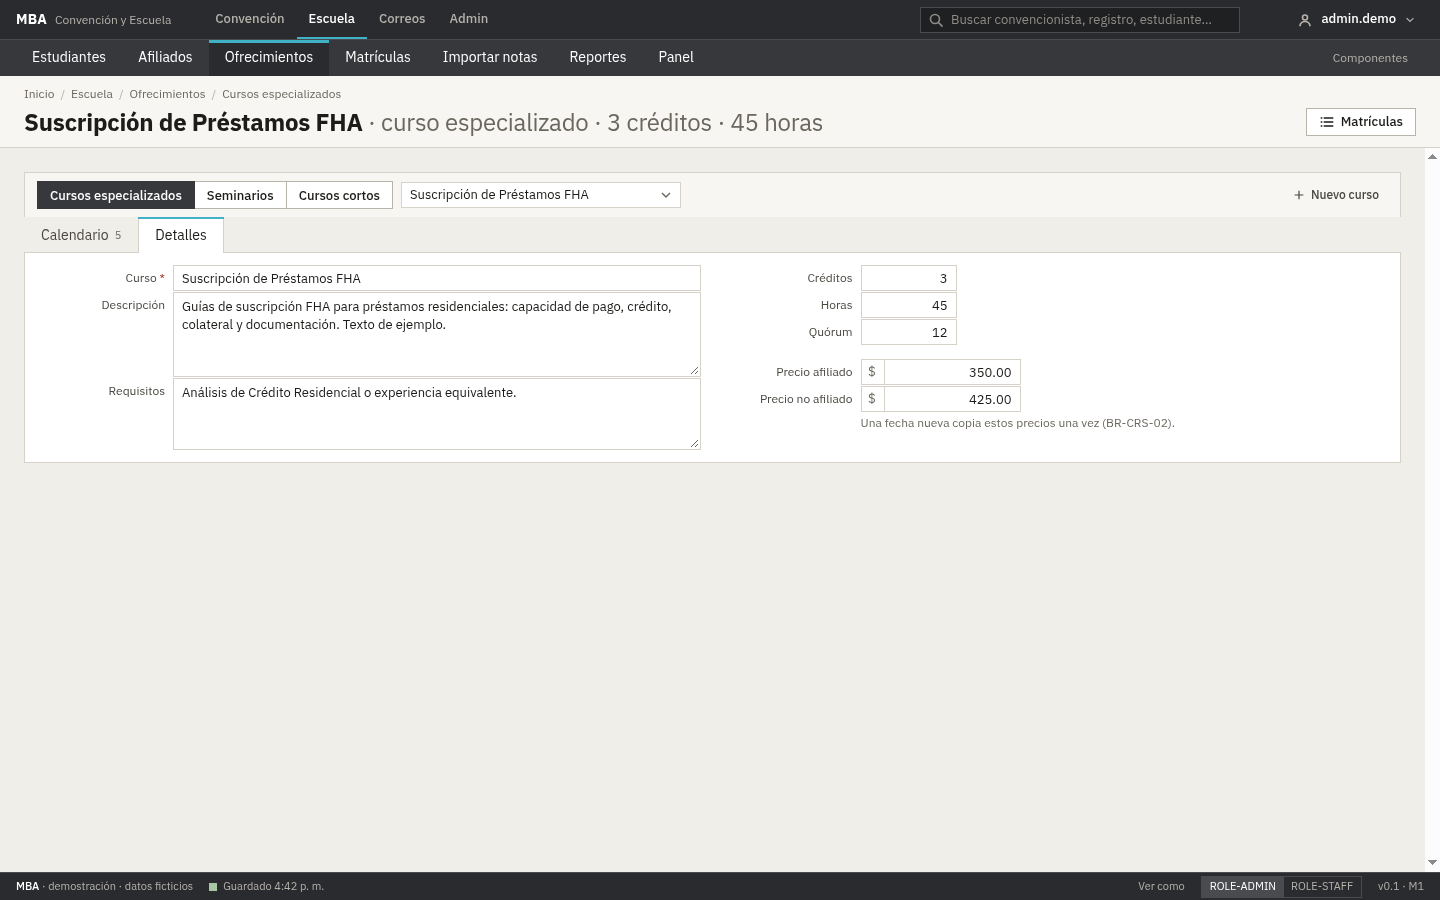 MBA Convención y Escuela Convención Escuela Correos Admin Buscar convencionista, registro, estudiante... admin.demo
Estudiantes Afiliados Ofrecimientos Matrículas Importar notas Reportes Panel Componentes
Inicio / Escuela / Ofrecimientos / Cursos especializados
Suscripción de Préstamos FHA · curso especializado · 3 créditos · 45 horas Matrículas
Cursos especializados Seminarios Cursos cortos Suscripción de Préstamos FHA + Nuevo curso
Calendario 5 Detalles
Curso * Suscripción de Préstamos FHA
Descripción Guías de suscripción FHA para préstamos residenciales: capacidad de pago, crédito,
colateral y documentación. Texto de ejemplo.
Requisitos Análisis de Crédito Residencial o experiencia equivalente.
Créditos 3
Horas 45
Quórum 12
Precio afiliado $ 350.00
Precio no afiliado $ 425.00
Una fecha nueva copia estos precios una vez (BR-CRS-02).
MBA · demostración · datos ficticios Guardado 4:42 p. m. Ver como ROLE-ADMIN ROLE-STAFF v0.1 · M1